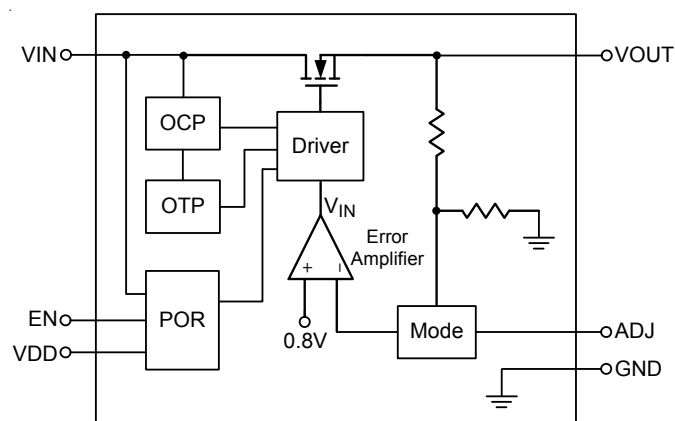 VIN
VOUT
OCP
Driver
OTP
VIN
Error
Amplifier
+
–
EN
POR
0.8V
Mode
ADJ
VDD
GND